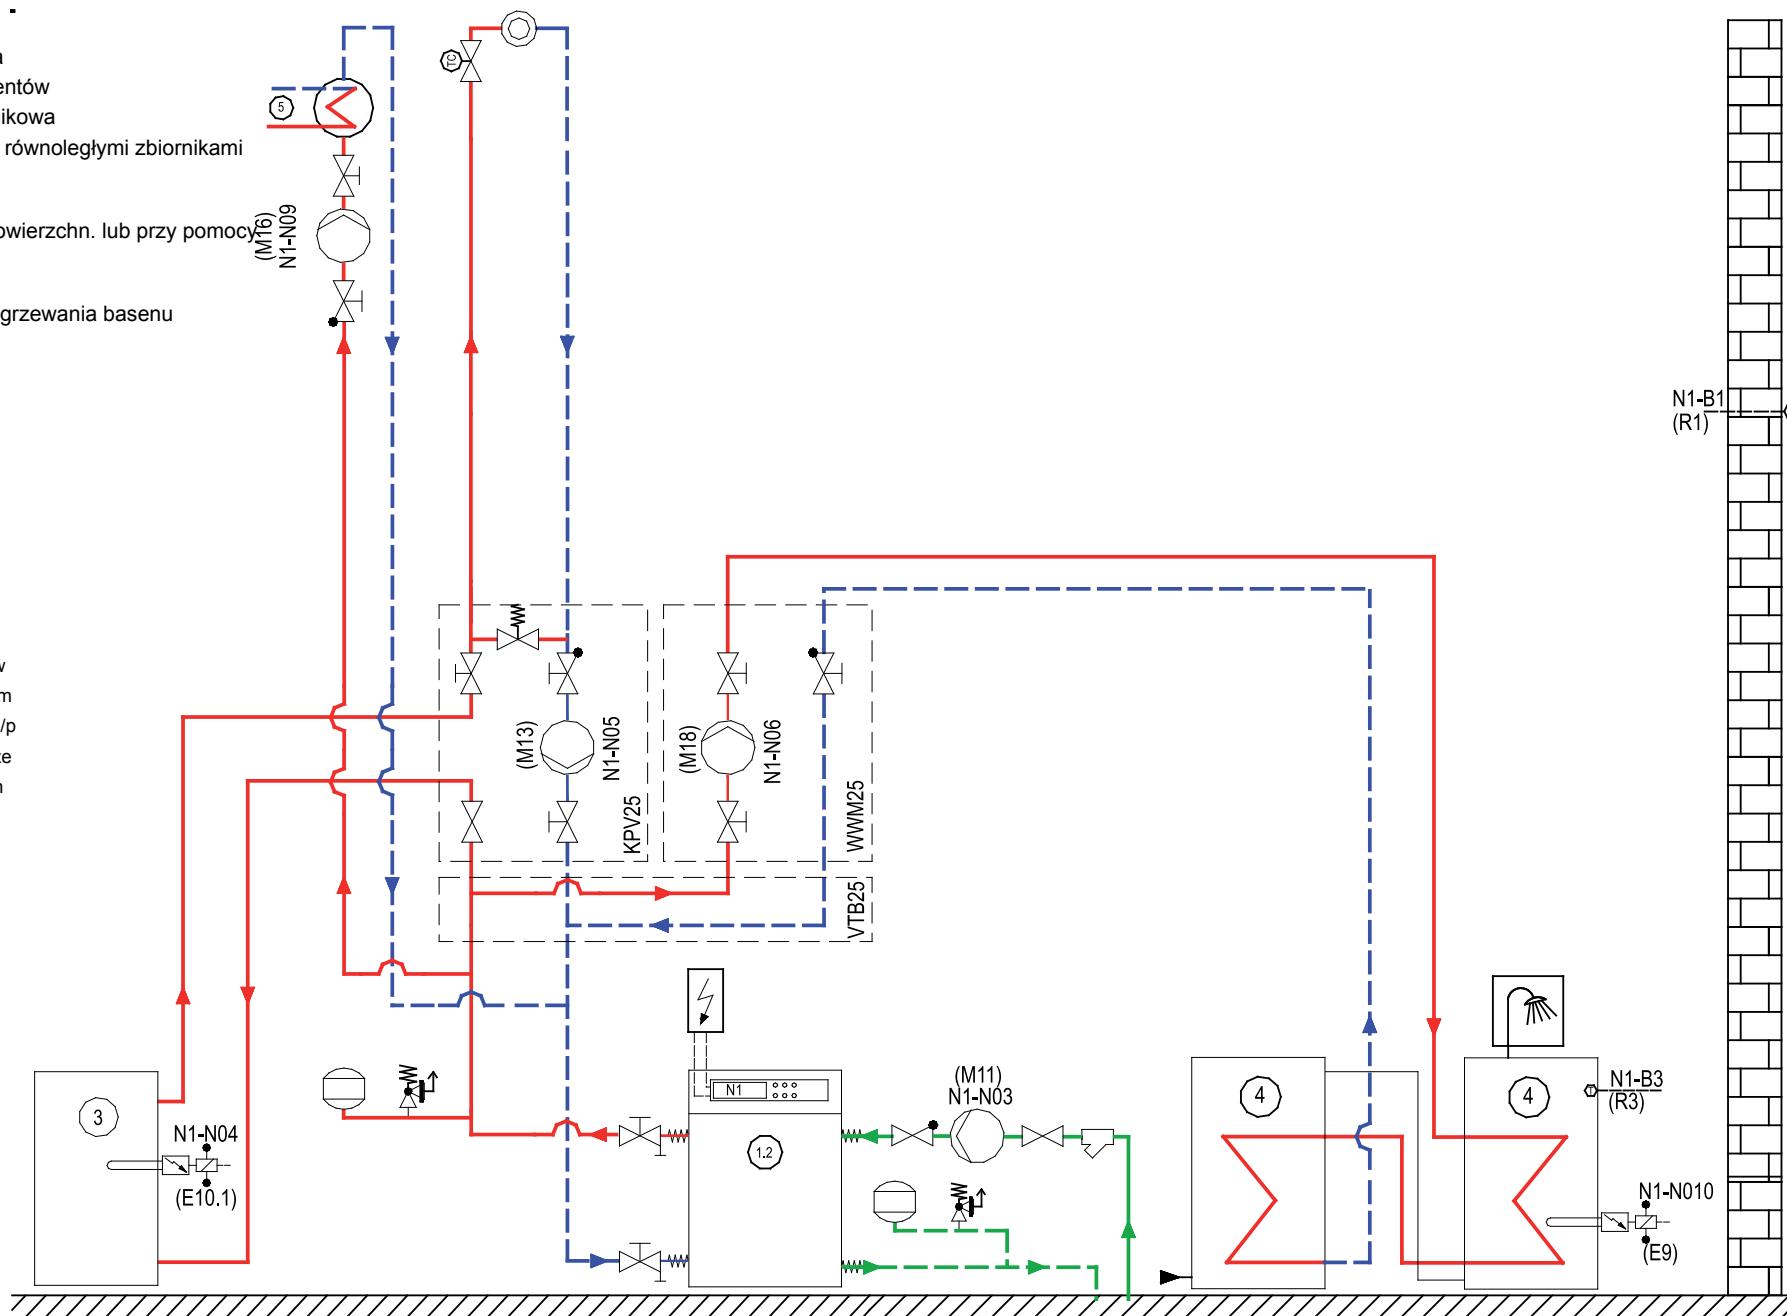 entów
równoległymi zbiornikami
lub przy pomocy
grzewania basenu
5
TC
(M16)
N1-N09
N1-B1
(R1)
(M13)
N1-N05
KPV25
(M18)
N1-N06
WWM25
VTB25
3
N1-N04
(E10.1)
N1
1.2
(M11)
N1-N03
4
4
T
N1-B3
(R3)
N1-N010
(E9)